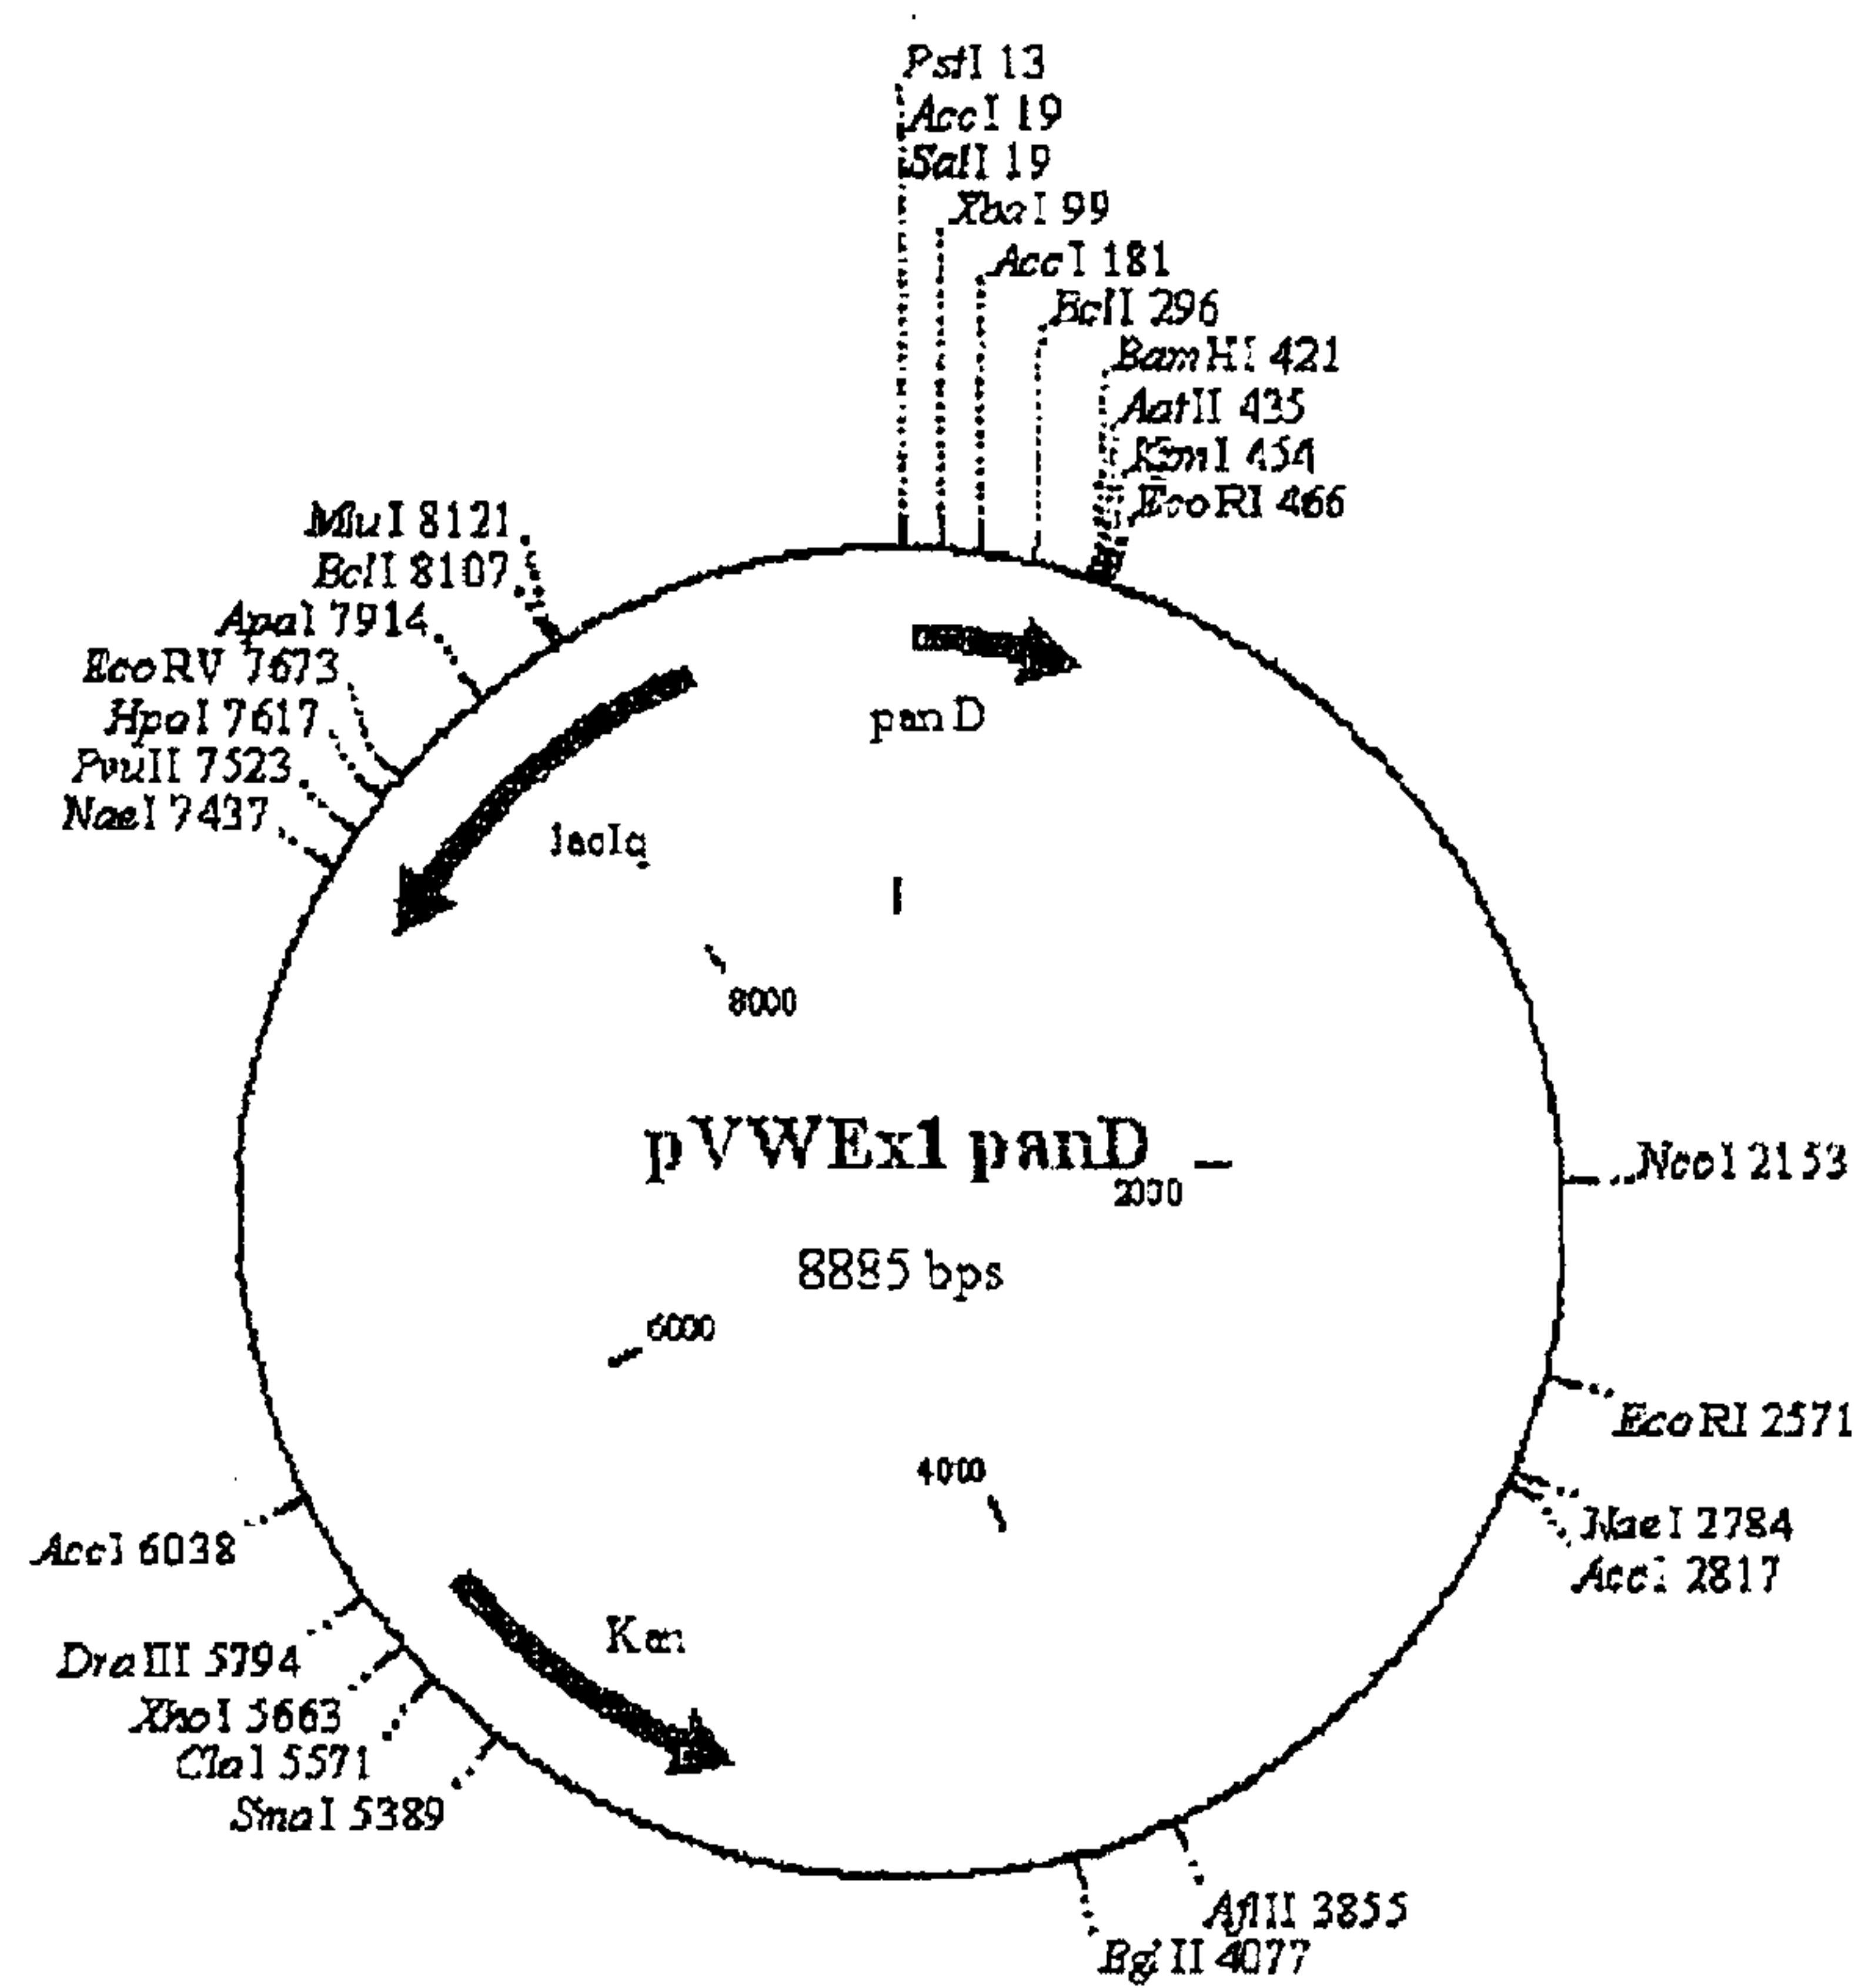 PstI 13
AccI 19
SalI 19
XbaI 99
AccI 181
BclI 296
BamHI 421
AatII 435
KpnI 454
EcoRI 466
MluI 8121
BclI 8107
ApaI 7914
EcoRV 7673
HpaI 7617
PvuII 7523
NaeI 7437
panD
lacIq
1
8000
pVWEx1 panD
2000
8885 bps
6000
4000
NcoI 2153
EcoRI 2571
NaeI 2784
AccI 2817
AccI 6038
DraIII 5794
XhoI 5663
ClaI 5571
SmaI 5389
Kan
AflII 3855
BglII 4077